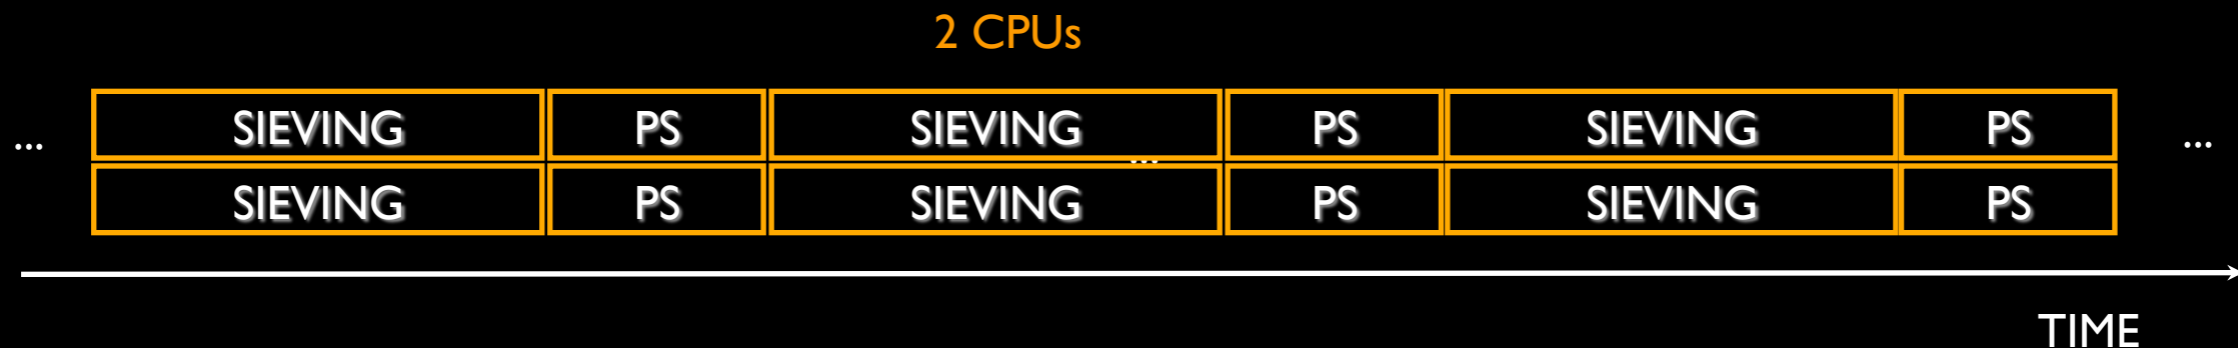 2 CPUs
... SIEVING PS SIEVING PS SIEVING PS ...
...
SIEVING PS SIEVING PS SIEVING PS
TIME